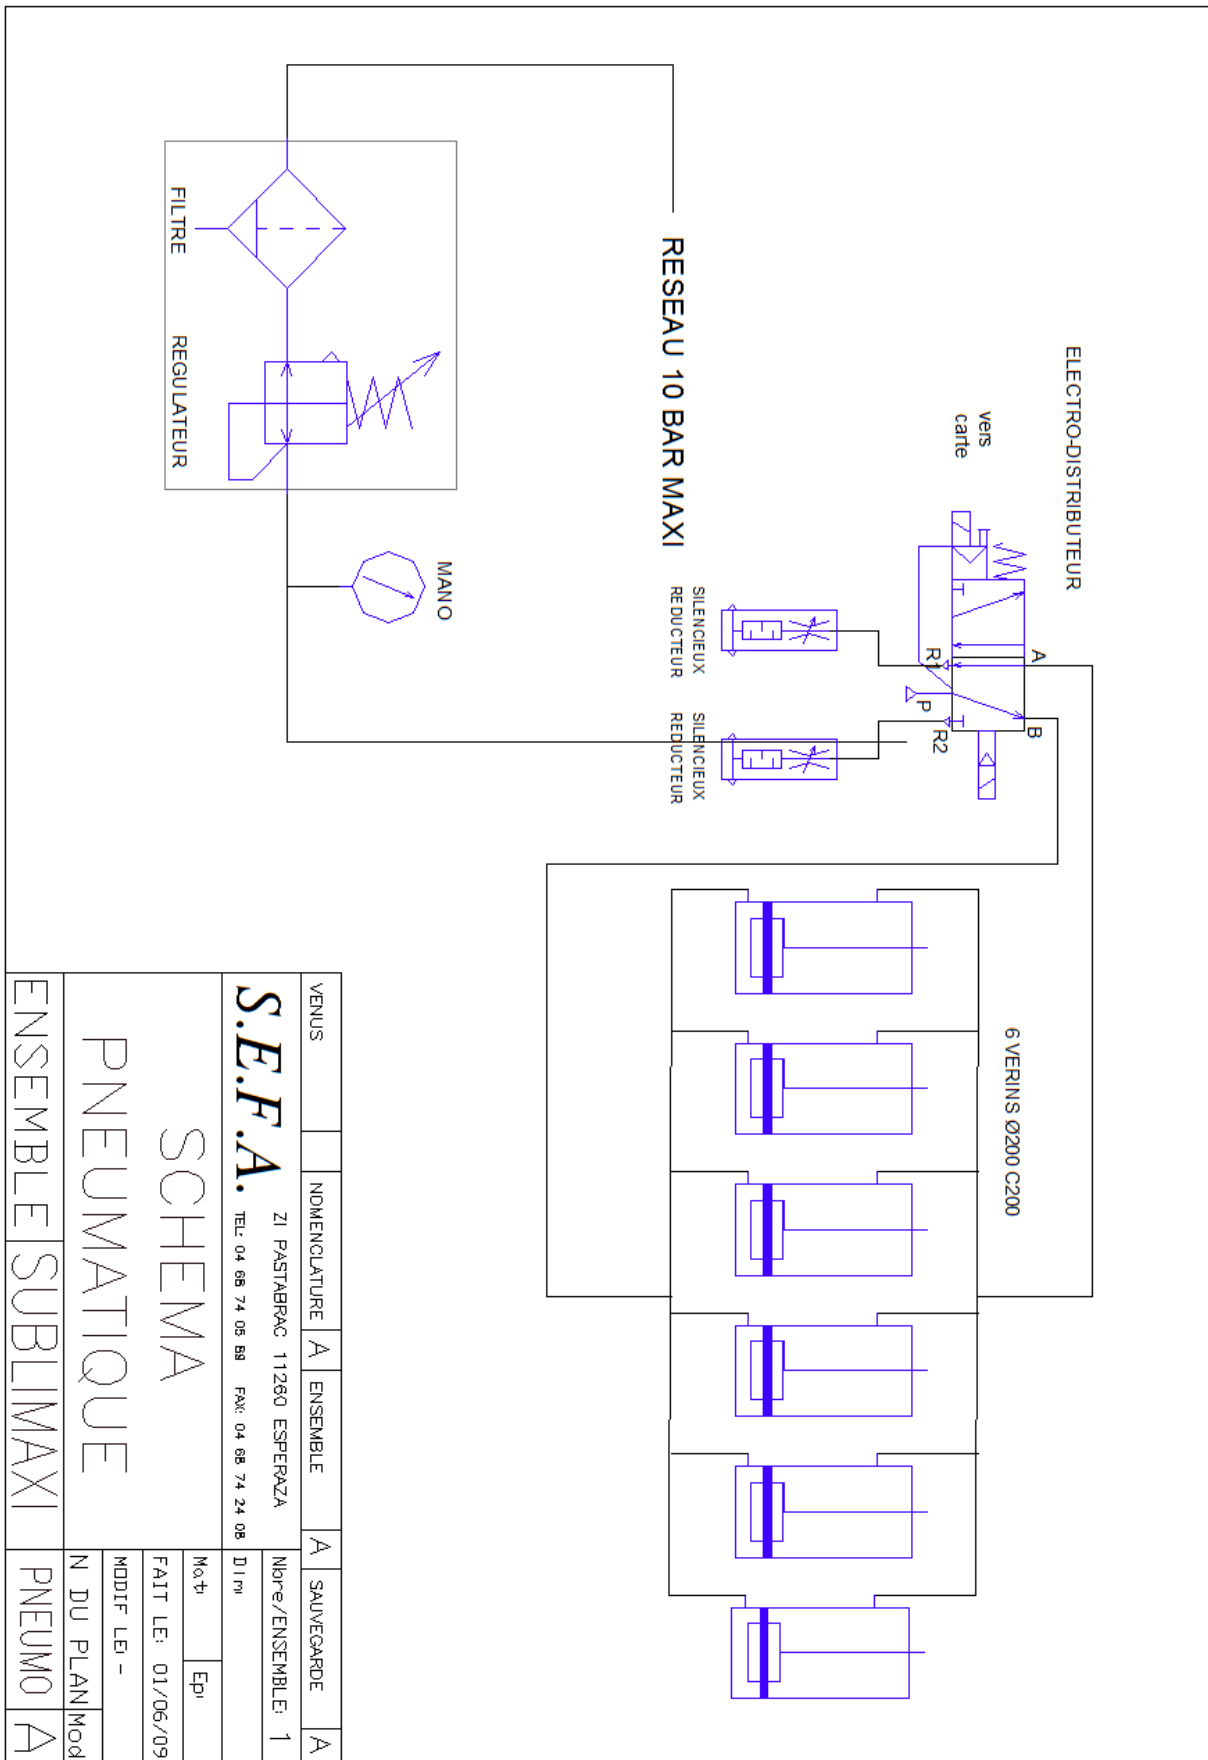 ELECTRO-DISTRIBUTEUR
vers
carte
A
B
R1
P
R2
SILENCIEUX
REDUCTEUR
SILENCIEUX
REDUCTEUR
RESEAU 10 BAR MAXI
MANO
FILTRE
REGULATEUR
6 VERINS Ø200 C200
VENUS
NOMENCLATURE
A
ENSEMBLE
A
SAUVEGARDE
A
S.E.F.A.
ZI PASTABRAC 11260 ESPERAZA
TEL: 04 68 74 05 89 FAX: 04 68 74 24 08
Nbre/ENSEMBLE: 1
Dim:
SCHEMA
PNEUMATIQUE
Mat:
Ep:
FAIT LE: 01/06/09
MODIF LE: -
N DU PLAN
Mod
ENSEMBLE
SUBLIMAXI
PNEUMO
A